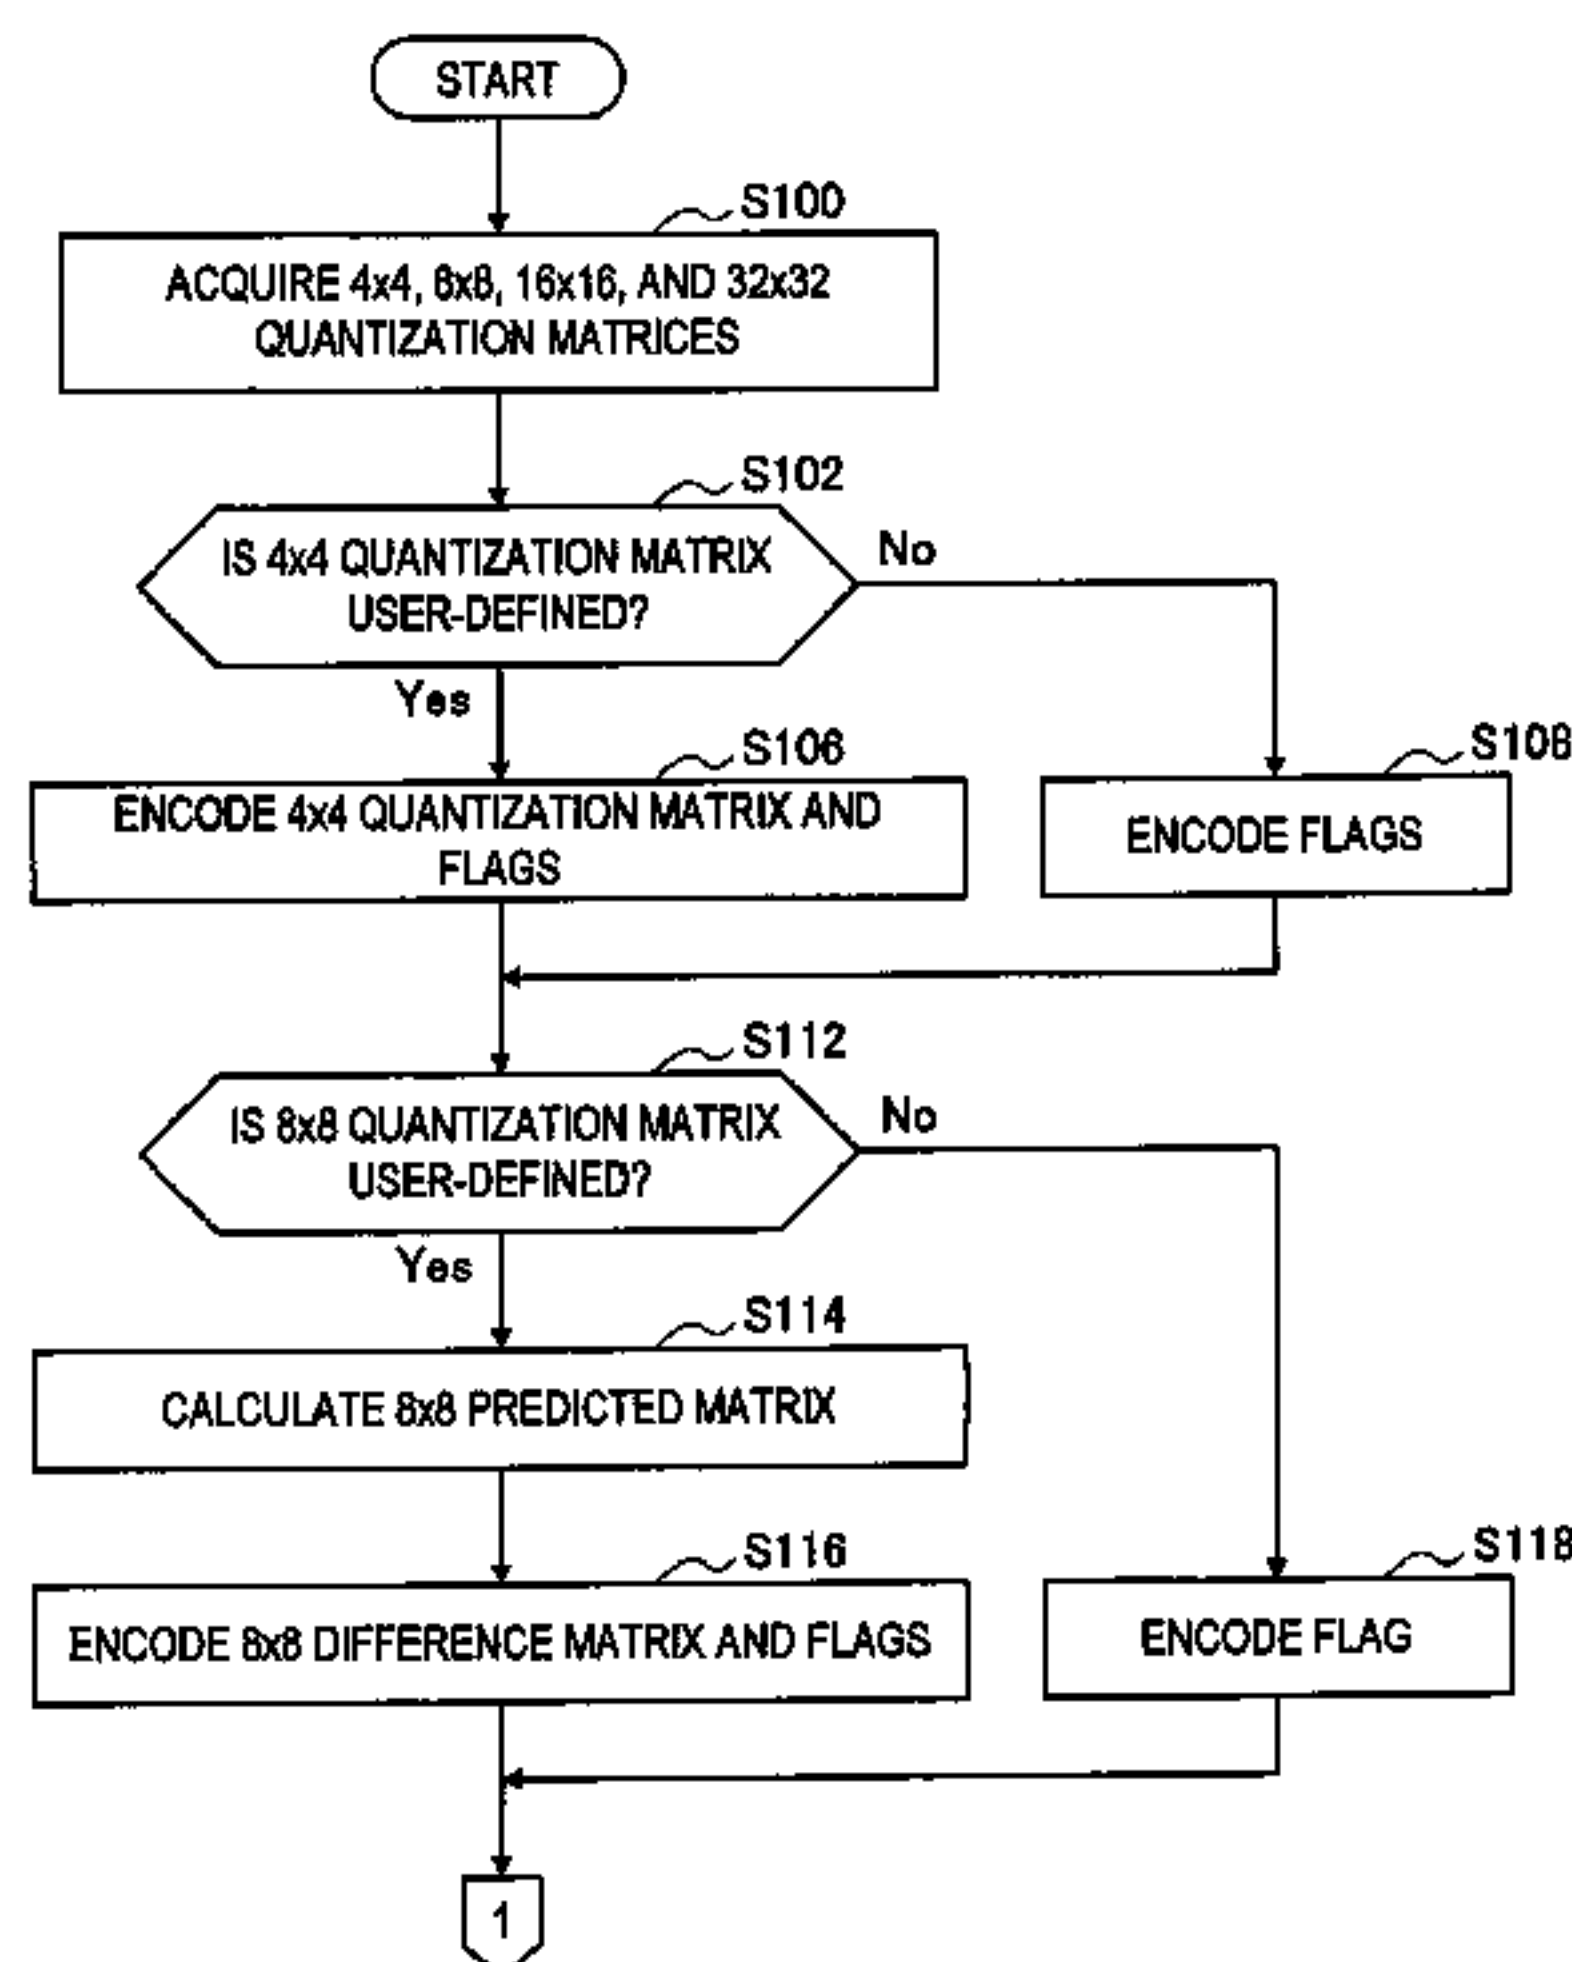 START
S100
ACQUIRE 4x4, 8x8, 16x16, AND 32x32
QUANTIZATION MATRICES
S102
IS 4x4 QUANTIZATION MATRIX
USER-DEFINED?
No
Yes
S106
ENCODE 4x4 QUANTIZATION MATRIX AND
FLAGS
S108
ENCODE FLAGS
S112
IS 8x8 QUANTIZATION MATRIX
USER-DEFINED?
No
Yes
S114
CALCULATE 8x8 PREDICTED MATRIX
S116
ENCODE 8x8 DIFFERENCE MATRIX AND FLAGS
S118
ENCODE FLAG
1